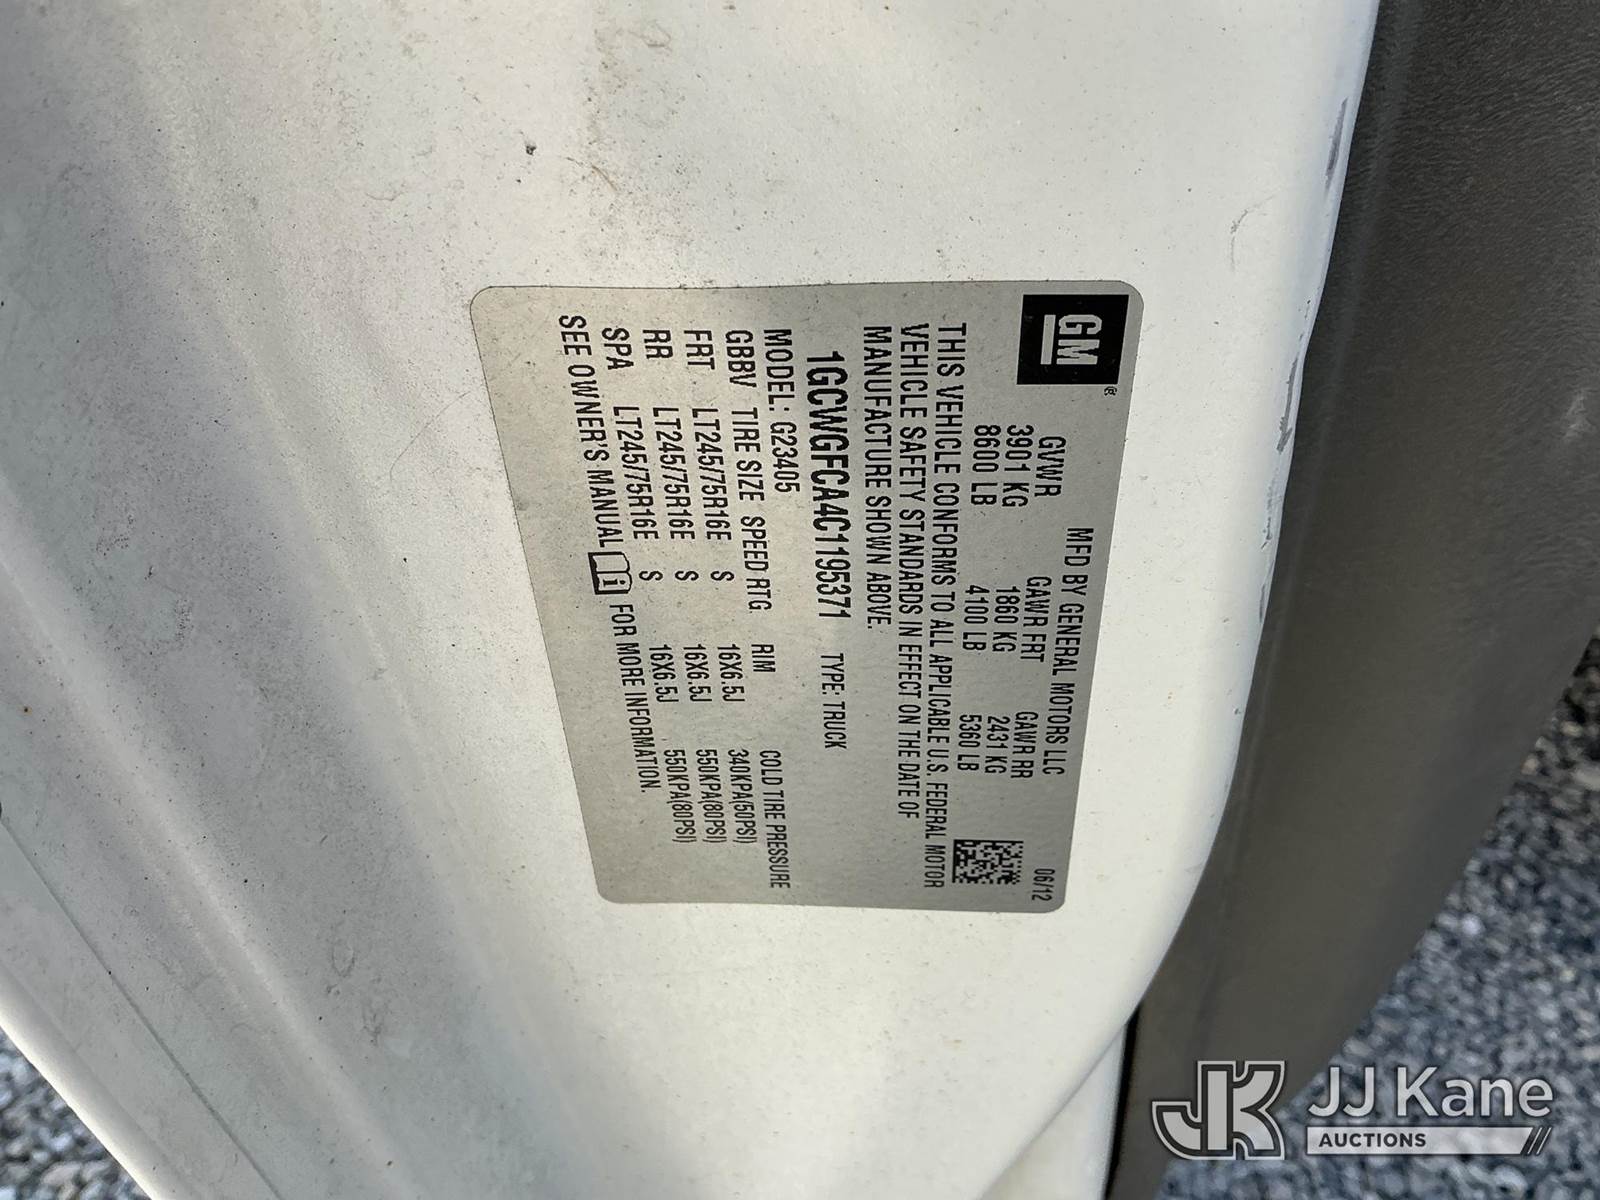 GM®
MFD BY GENERAL MOTORS LLC 06/12
GVWR GAWR FRT GAWR RR
3901 KG 1860 KG 2431 KG
8600 LB 4100 LB 5360 LB
THIS VEHICLE CONFORMS TO ALL APPLICABLE U.S. FEDERAL MOTOR
VEHICLE SAFETY STANDARDS IN EFFECT ON THE DATE OF
MANUFACTURE SHOWN ABOVE.
1GCWGFCA4C1195371 TYPE: TRUCK
MODEL: G23405
GBBV TIRE SIZE SPEED RTG RIM COLD TIRE PRESSURE
FRT LT245/75R16E S 16X6.5J 340KPA(50PSI)
RR LT245/75R16E S 16X6.5J 550KPA(80PSI)
SPA LT245/75R16E S 16X6.5J 550KPA(80PSI)
SEE OWNER'S MANUAL i FOR MORE INFORMATION.
JK JJ Kane
AUCTIONS